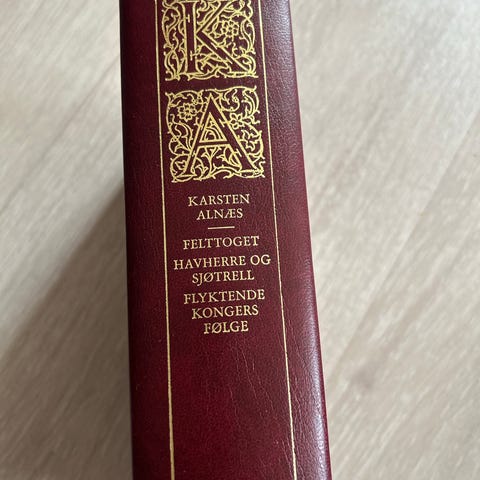 K
A
KARSTEN
ALNÆS
FELTTOGET
HAVHERRE OG
SJØTRELL
FLYKTENDE
KONGERS
FØLGE